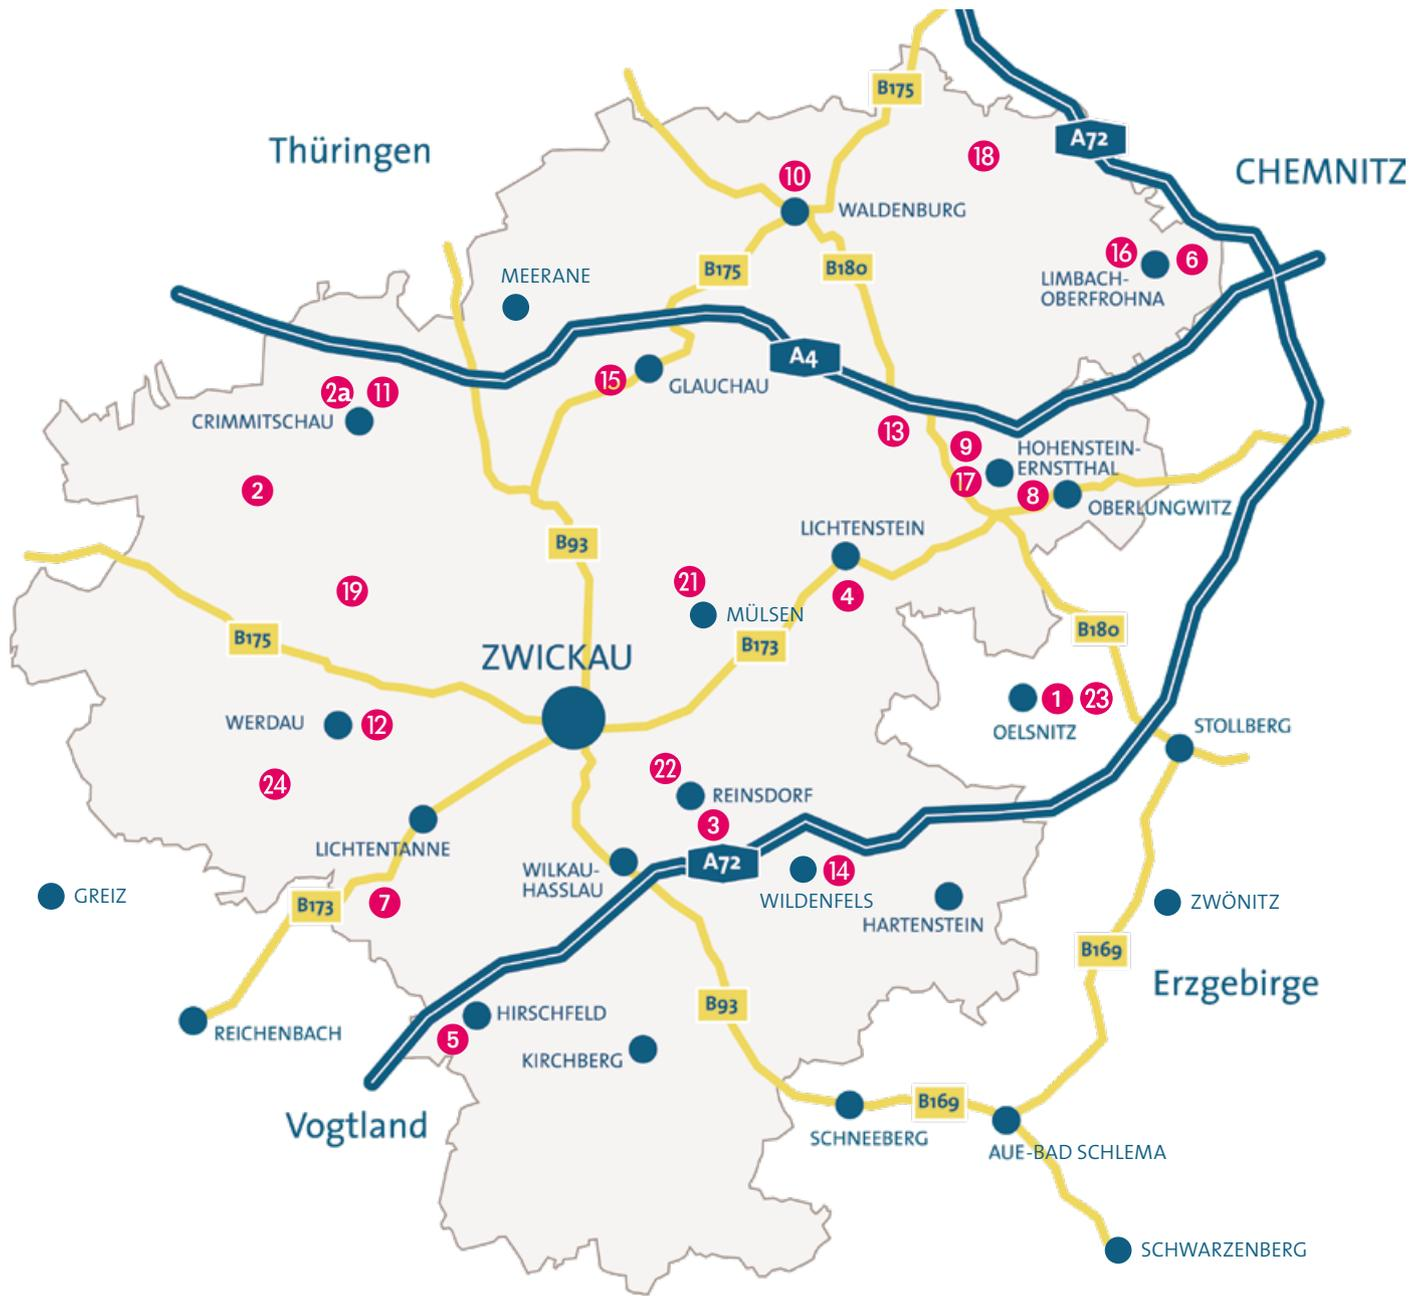 B175
Thüringen
A72
18
CHEMNITZ
10
WALDENBURG
16
6
B175
B180
MEERANE
LIMBACH-
OBERFROHNA
A4
15
GLAUCHAU
2a
11
CRIMMITSCHAU
13
9
HOHENSTEIN-
ERNSTTHAL
17
8
OBERLUNGWITZ
2
LICHTENSTEIN
B93
21
19
4
MÜLSEN
B175
B173
B180
ZWICKAU
1
23
OELSNITZ
WERDAU
12
STOLLBERG
22
24
REINSDORF
3
LICHTENTANNE
A72
WILKAU-
HASSLAU
14
WILDENFELS
GREIZ
B173
7
HARTENSTEIN
ZWÖNITZ
B169
Erzgebirge
B93
HIRSCHFELD
REICHENBACH
5
KIRCHBERG
Vogtland
B169
SCHNEEBERG
AUE-BAD SCHLEMA
SCHWARZENBERG